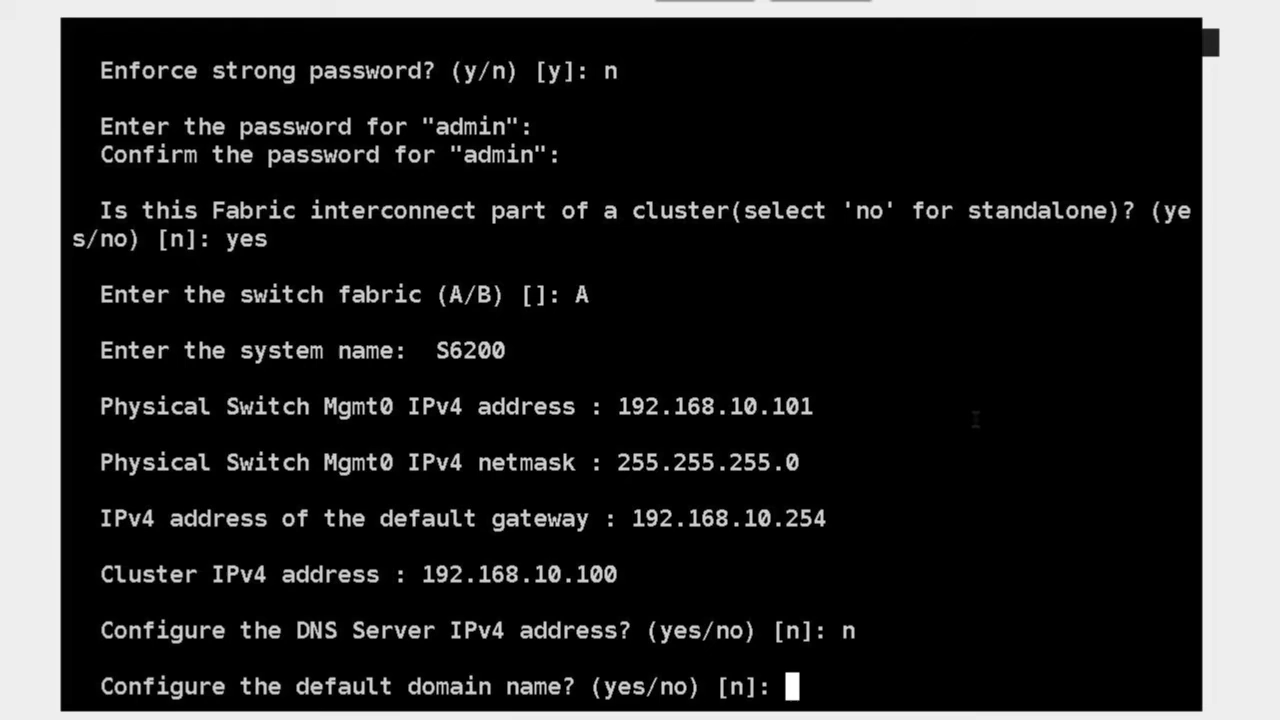 Enforce strong password? (y/n) [y]: n
Enter the password for "admin":
Confirm the password for "admin":
Is this Fabric interconnect part of a cluster(select 'no' for standalone)? (ye
s/no) [n]: yes
Enter the switch fabric (A/B) []: A
Enter the system name:  S6200
Physical Switch Mgmt0 IPv4 address : 192.168.10.101
Physical Switch Mgmt0 IPv4 netmask : 255.255.255.0
IPv4 address of the default gateway : 192.168.10.254
Cluster IPv4 address : 192.168.10.100
Configure the DNS Server IPv4 address? (yes/no) [n]: n
Configure the default domain name? (yes/no) [n]: